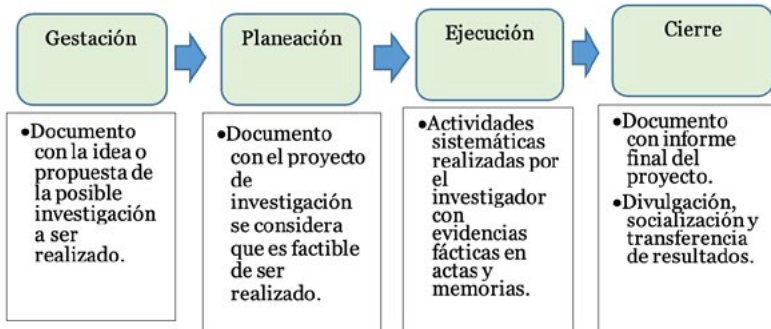 Gestación
Planeación
Ejecución
Cierre
•Documento
con la idea o
propuesta de
la posible
investigación
a ser
realizado.
•Documento
con el proyecto
de
investigación
se considera
que es factible
de ser
realizado.
•Actividades
sistemáticas
realizadas por
el
investigador
con
evidencias
fácticas en
actas y
memorias.
•Documento
con informe
final del
proyecto.
•Divulgación,
socialización y
transferencia
de resultados.